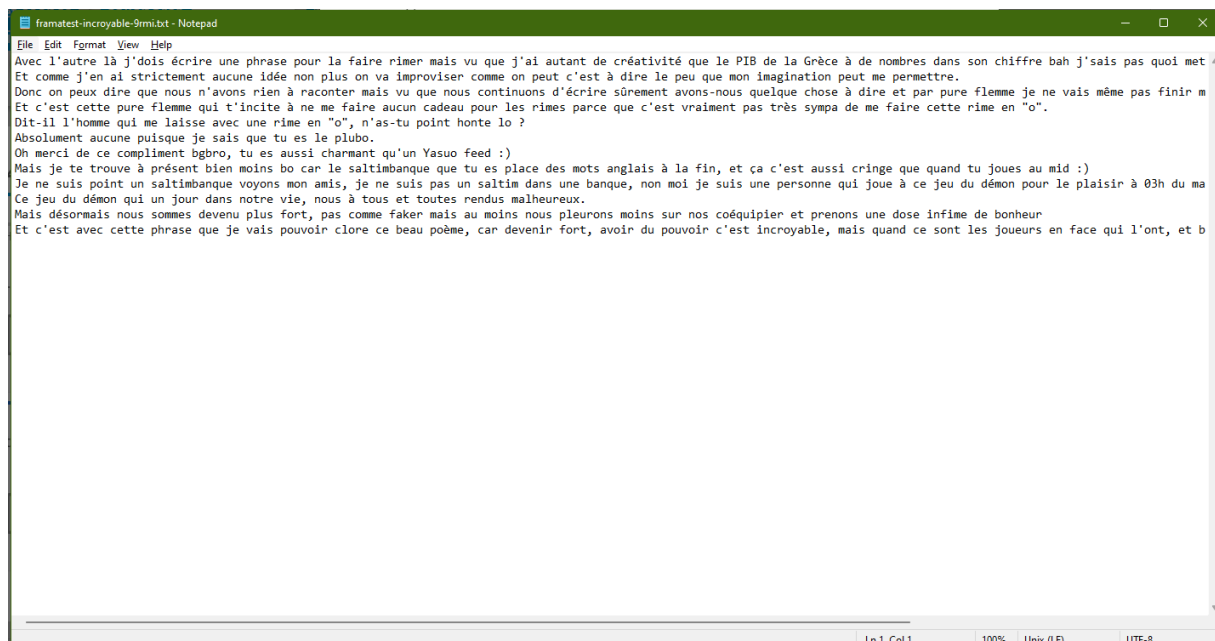 framatest-incroyable-9rmi.txt - Notepad
File Edit Format View Help
Avec l'autre là j'dois écrire une phrase pour la faire rimer mais vu que j'ai autant de créativité que le PIB de la Grèce à de nombres dans son chiffre bah j'sais pas quoi met
Et comme j'en ai strictement aucune idée non plus on va improviser comme on peut c'est à dire le peu que mon imagination peut me permettre.
Donc on peux dire que nous n'avons rien à raconter mais vu que nous continuons d'écrire sûrement avons-nous quelque chose à dire et par pure flemme je ne vais même pas finir m
Et c'est cette pure flemme qui t'incite à ne me faire aucun cadeau pour les rimes parce que c'est vraiment pas très sympa de me faire cette rime en "o".
Dit-il l'homme qui me laisse avec une rime en "o", n'as-tu point honte lo ?
Absolument aucune puisque je sais que tu es le plubo.
Oh merci de ce compliment bgbro, tu es aussi charmant qu'un Yasuo feed :)
Mais je te trouve à présent bien moins bo car le saltimbanque que tu es place des mots anglais à la fin, et ça c'est aussi cringe que quand tu joues au mid :)
Je ne suis point un saltimbanque voyons mon amis, je ne suis pas un saltim dans une banque, non moi je suis une personne qui joue à ce jeu du démon pour le plaisir à 03h du ma
Ce jeu du démon qui un jour dans notre vie, nous à tous et toutes rendus malheureux.
Mais désormais nous sommes devenu plus fort, pas comme faker mais au moins nous pleurons moins sur nos coéquipier et prenons une dose infime de bonheur
Et c'est avec cette phrase que je vais pouvoir clore ce beau poème, car devenir fort, avoir du pouvoir c'est incroyable, mais quand ce sont les joueurs en face qui l'ont, et b
Ln 1, Col 1 100% Unix (LF) UTF-8